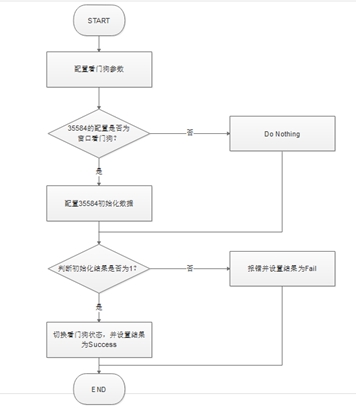 START
配置看门狗参数
35584的配置是否为
窗口看门狗?
否
Do Nothing
是
配置35584初始化数据
判断初始化结果是否为1?
否
报错并设置结果为Fail
是
切换看门狗状态，并设置结果
为Success
END